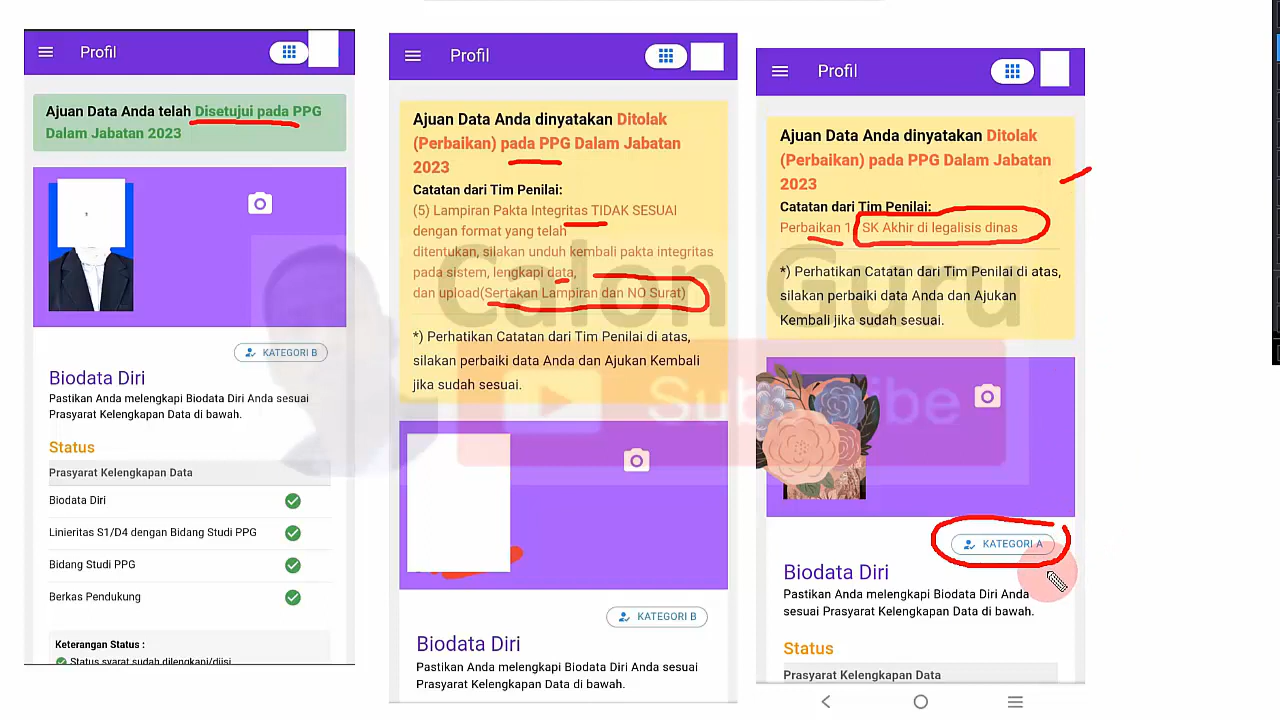 Profil
Ajuan Data Anda telah Disetujui pada PPG
Dalam Jabatan 2023
KATEGORI B
Biodata Diri
Pastikan Anda melengkapi Biodata Diri Anda sesuai
Prasyarat Kelengkapan Data di bawah.
Status
Prasyarat Kelengkapan Data
Biodata Diri
Linieritas S1/D4 dengan Bidang Studi PPG
Bidang Studi PPG
Berkas Pendukung
Keterangan Status :
Status syarat sudah dilengkapi/diisi
Profil
Ajuan Data Anda dinyatakan Ditolak
(Perbaikan) pada PPG Dalam Jabatan
2023
Catatan dari Tim Penilai:
(5) Lampiran Pakta Integritas TIDAK SESUAI
dengan format yang telah
ditentukan, silakan unduh kembali pakta integritas
pada sistem, lengkapi data,
dan upload(Sertakan Lampiran dan NO Surat)
*) Perhatikan Catatan dari Tim Penilai di atas,
silakan perbaiki data Anda dan Ajukan Kembali
jika sudah sesuai.
KATEGORI B
Biodata Diri
Pastikan Anda melengkapi Biodata Diri Anda sesuai
Prasyarat Kelengkapan Data di bawah.
Profil
Ajuan Data Anda dinyatakan Ditolak
(Perbaikan) pada PPG Dalam Jabatan
2023
Catatan dari Tim Penilai:
Perbaikan 1 SK Akhir di legalisis dinas
*) Perhatikan Catatan dari Tim Penilai di atas,
silakan perbaiki data Anda dan Ajukan
Kembali jika sudah sesuai.
KATEGORI A
Biodata Diri
Pastikan Anda melengkapi Biodata Diri Anda
sesuai Prasyarat Kelengkapan Data di bawah.
Status
Prasyarat Kelengkapan Data
Calon Guru
Subscribe